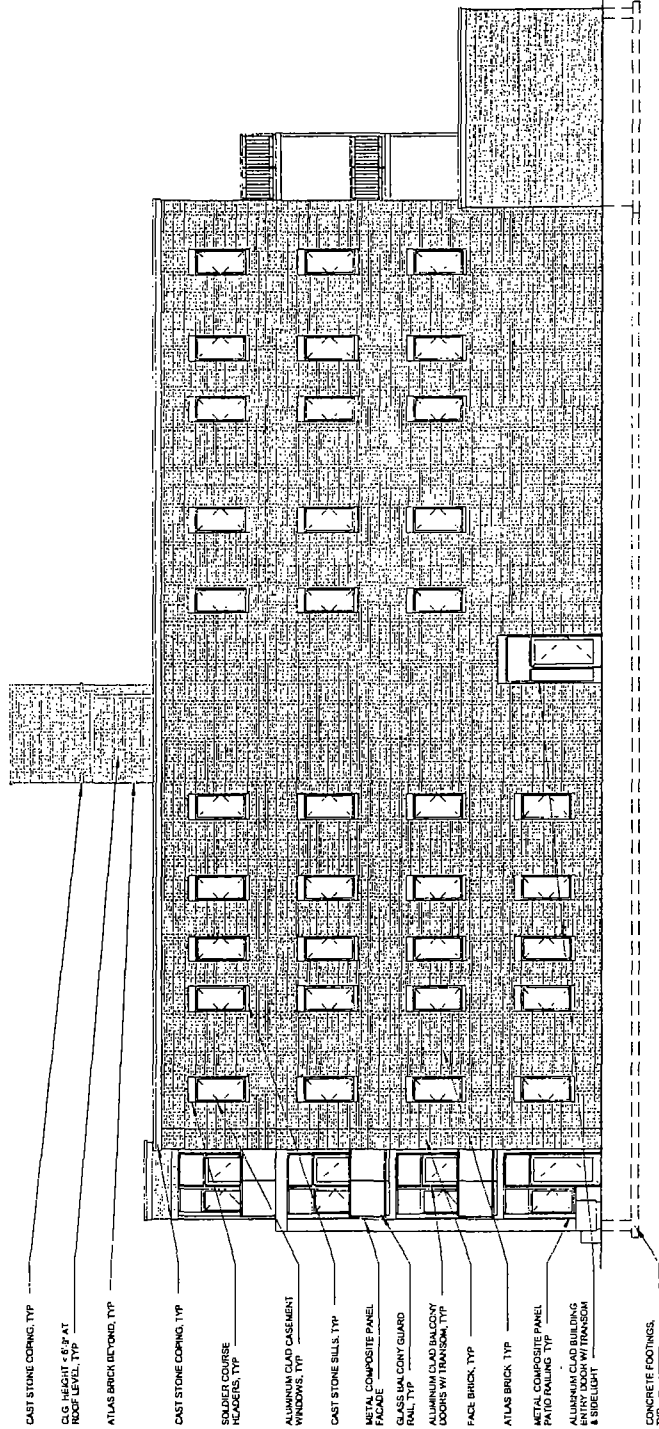 CAST STONE COPING, TYP
CLG. HEIGHT < 6'-9" AT
ROOF LEVEL, TYP
ATLAS BRICK BEYOND, TYP
CAST STONE COPING, TYP
SOLDIER COURSE
HEADERS, TYP
ALUMINUM CLAD CASEMENT
WINDOWS, TYP
CAST STONE SILLS, TYP
METAL COMPOSITE PANEL
FACADE
GLASS BALCONY GUARD
RAIL, TYP
ALUMINUM CLAD BALCONY
DOORS W/ TRANSOM, TYP
FACE BRICK, TYP
ATLAS BRICK TYP
METAL COMPOSITE PANEL
PATIO RAILING TYP
ALUMINUM CLAD BUILDING
ENTRY DOOR W/ TRANSOM
& SIDELIGHT
CONCRETE FOOTINGS,